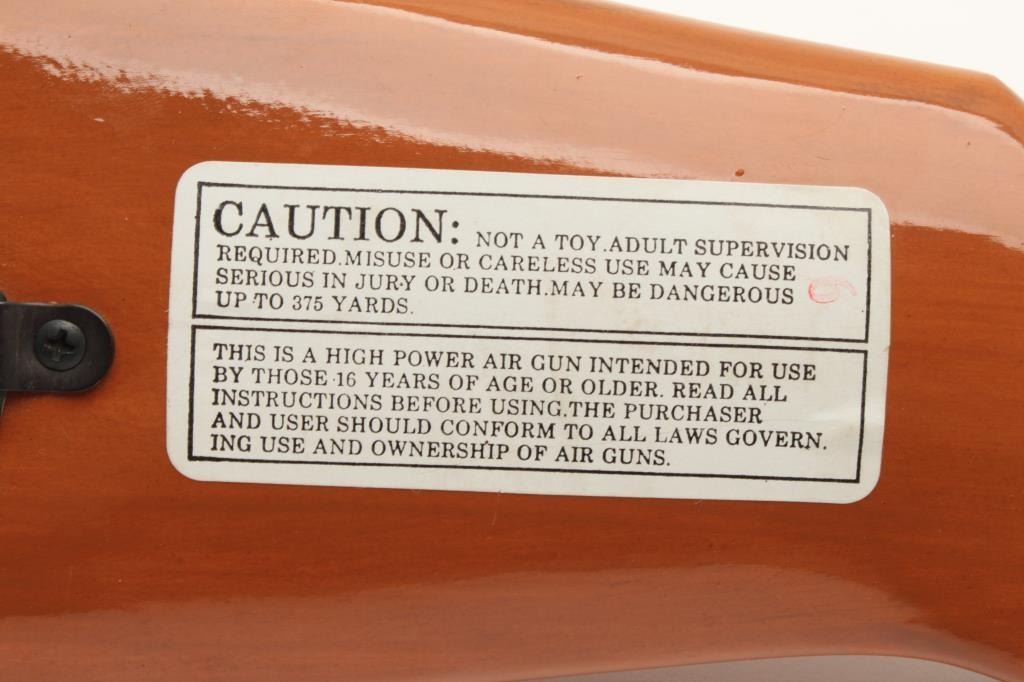 CAUTION: NOT A TOY.ADULT SUPERVISION
REQUIRED.MISUSE OR CARELESS USE MAY CAUSE
SERIOUS IN JURY OR DEATH.MAY BE DANGEROUS
UP TO 375 YARDS.
THIS IS A HIGH POWER AIR GUN INTENDED FOR USE
BY THOSE 16 YEARS OF AGE OR OLDER. READ ALL
INSTRUCTIONS BEFORE USING.THE PURCHASER
AND USER SHOULD CONFORM TO ALL LAWS GOVERN.
ING USE AND OWNERSHIP OF AIR GUNS.